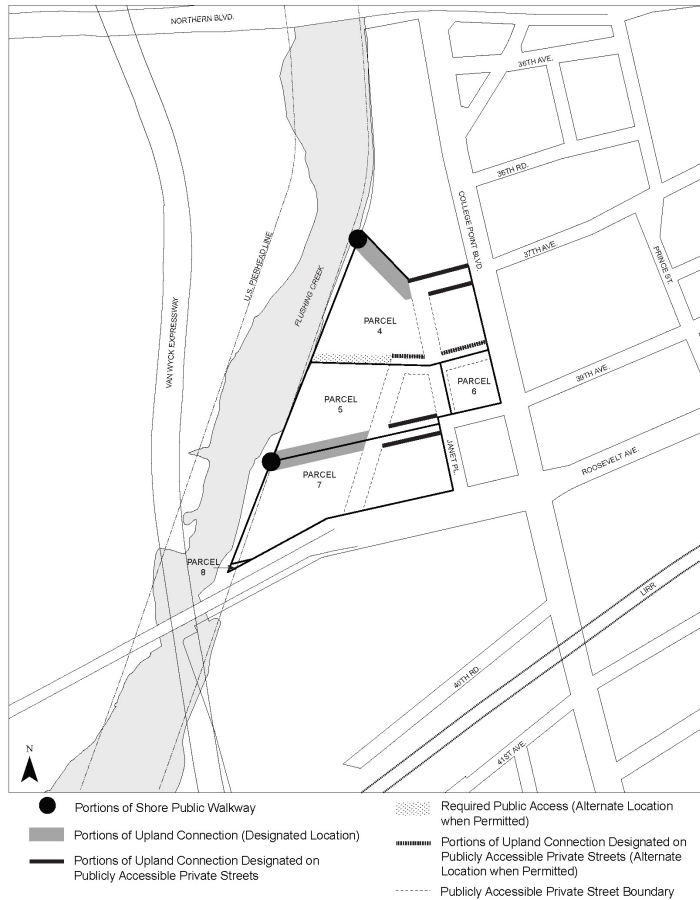 NORTHERN BLVD.
36TH AVE.
36TH RD.
COLLEGE POINT BLVD.
37TH AVE.
PRINCE ST.
U.S. PIERHEAD LINE
FLUSHING CREEK
VAN WYCK EXPRESSWAY
PARCEL
4
PARCEL
5
PARCEL
6
39TH AVE.
JANET PL.
ROOSEVELT AVE.
PARCEL
7
PARCEL
8
LIRR
40TH RD.
41ST AVE.
N
Portions of Shore Public Walkway
Portions of Upland Connection (Designated Location)
Portions of Upland Connection Designated on
Publicly Accessible Private Streets
Required Public Access (Alternate Location
when Permitted)
Portions of Upland Connection Designated on
Publicly Accessible Private Streets (Alternate
Location when Permitted)
Publicly Accessible Private Street Boundary